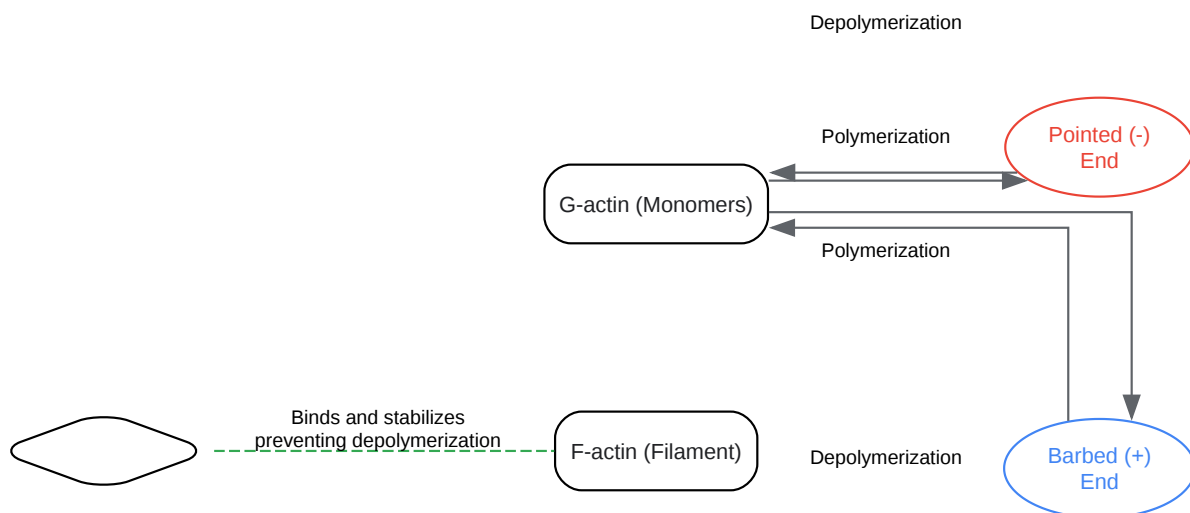 Depolymerization
Polymerization
Pointed (-)
End
G-actin (Monomers)
Polymerization
Binds and stabilizes
preventing depolymerization
F-actin (Filament)
Depolymerization
Barbed (+)
End